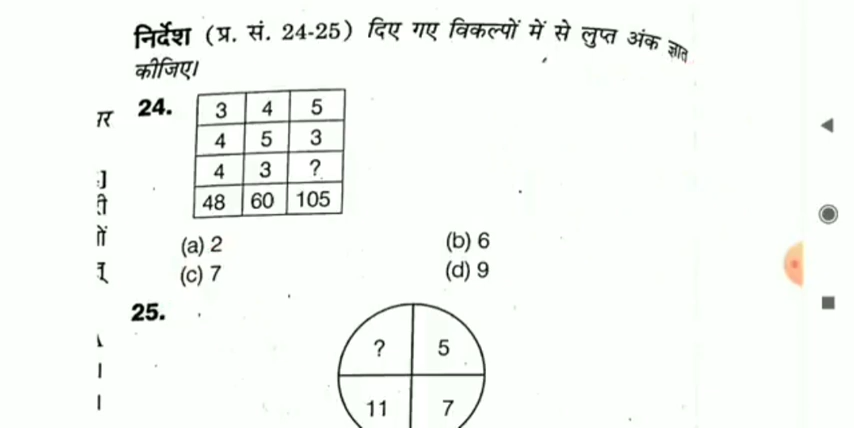 निर्देश (प्र. सं. 24-25) दिए गए विकल्पों में से लुप्त अंक ज्ञात
कीजिए।
24.
3 4 5
4 5 3
4 3 ?
48 60 105
(a) 2 (b) 6
(c) 7 (d) 9
25.
? 5
11 7